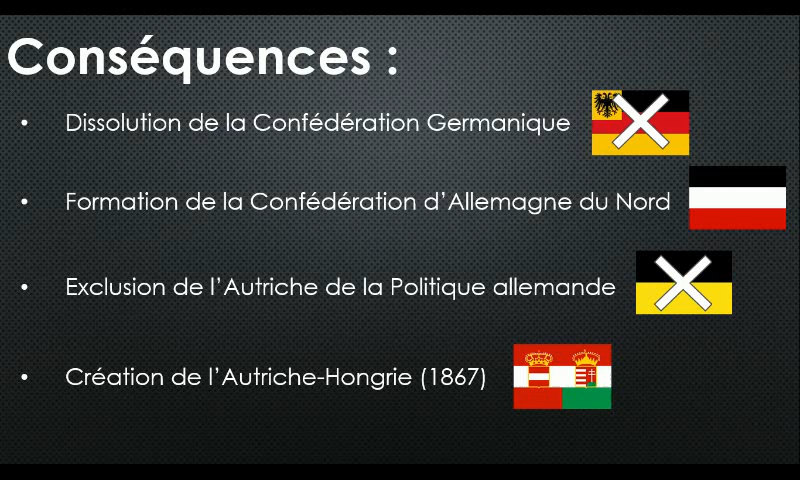 Conséquences :
• Dissolution de la Confédération Germanique
• Formation de la Confédération d’Allemagne du Nord
• Exclusion de l’Autriche de la Politique allemande
• Création de l’Autriche-Hongrie (1867)